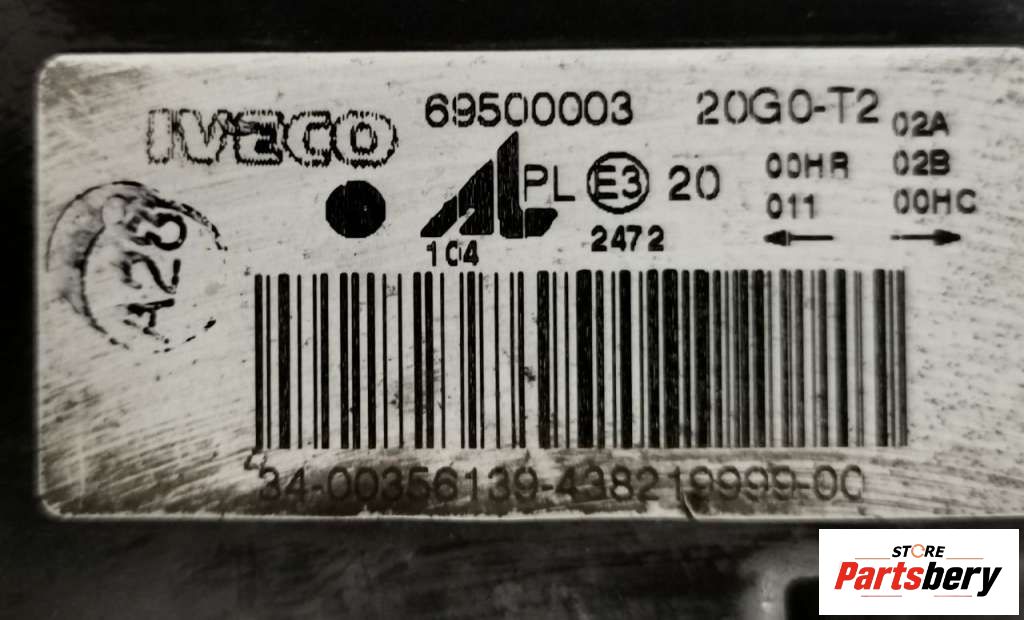 IVECO 69500003 20G0-T2 02A
00HR 02B
PL E3 20
011 00HC
104 2472
A2B
34-00356139-438219999-00
STORE
Partsbery